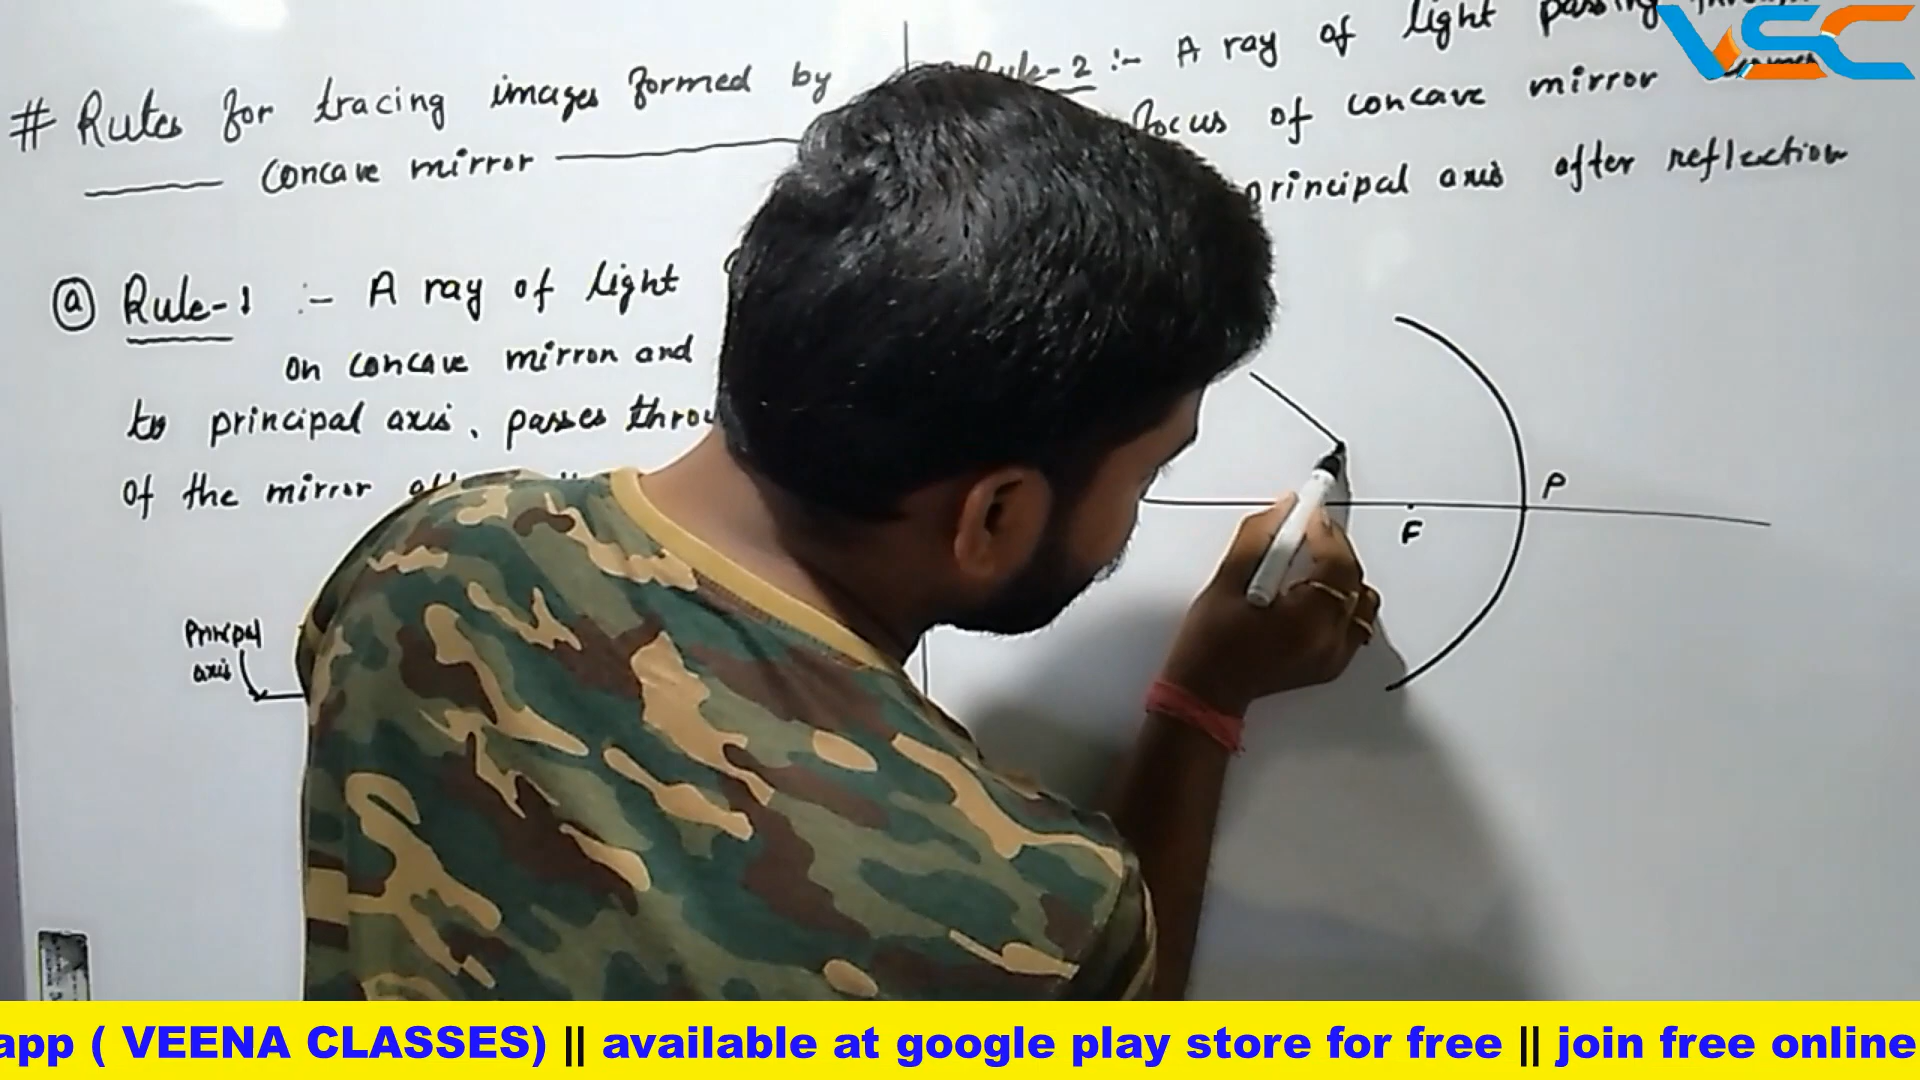 # Rules for tracing images formed by
concave mirror
ⓐ Rule-1 :- A ray of light
on concave mirror and
to principal axis, passes
of the mirror
Principal
axis
Rule-2 :- A ray of light passing
focus of concave mirror
principal axis after reflection
P
F
VSC
app ( VEENA CLASSES) || available at google play store for free || join free online